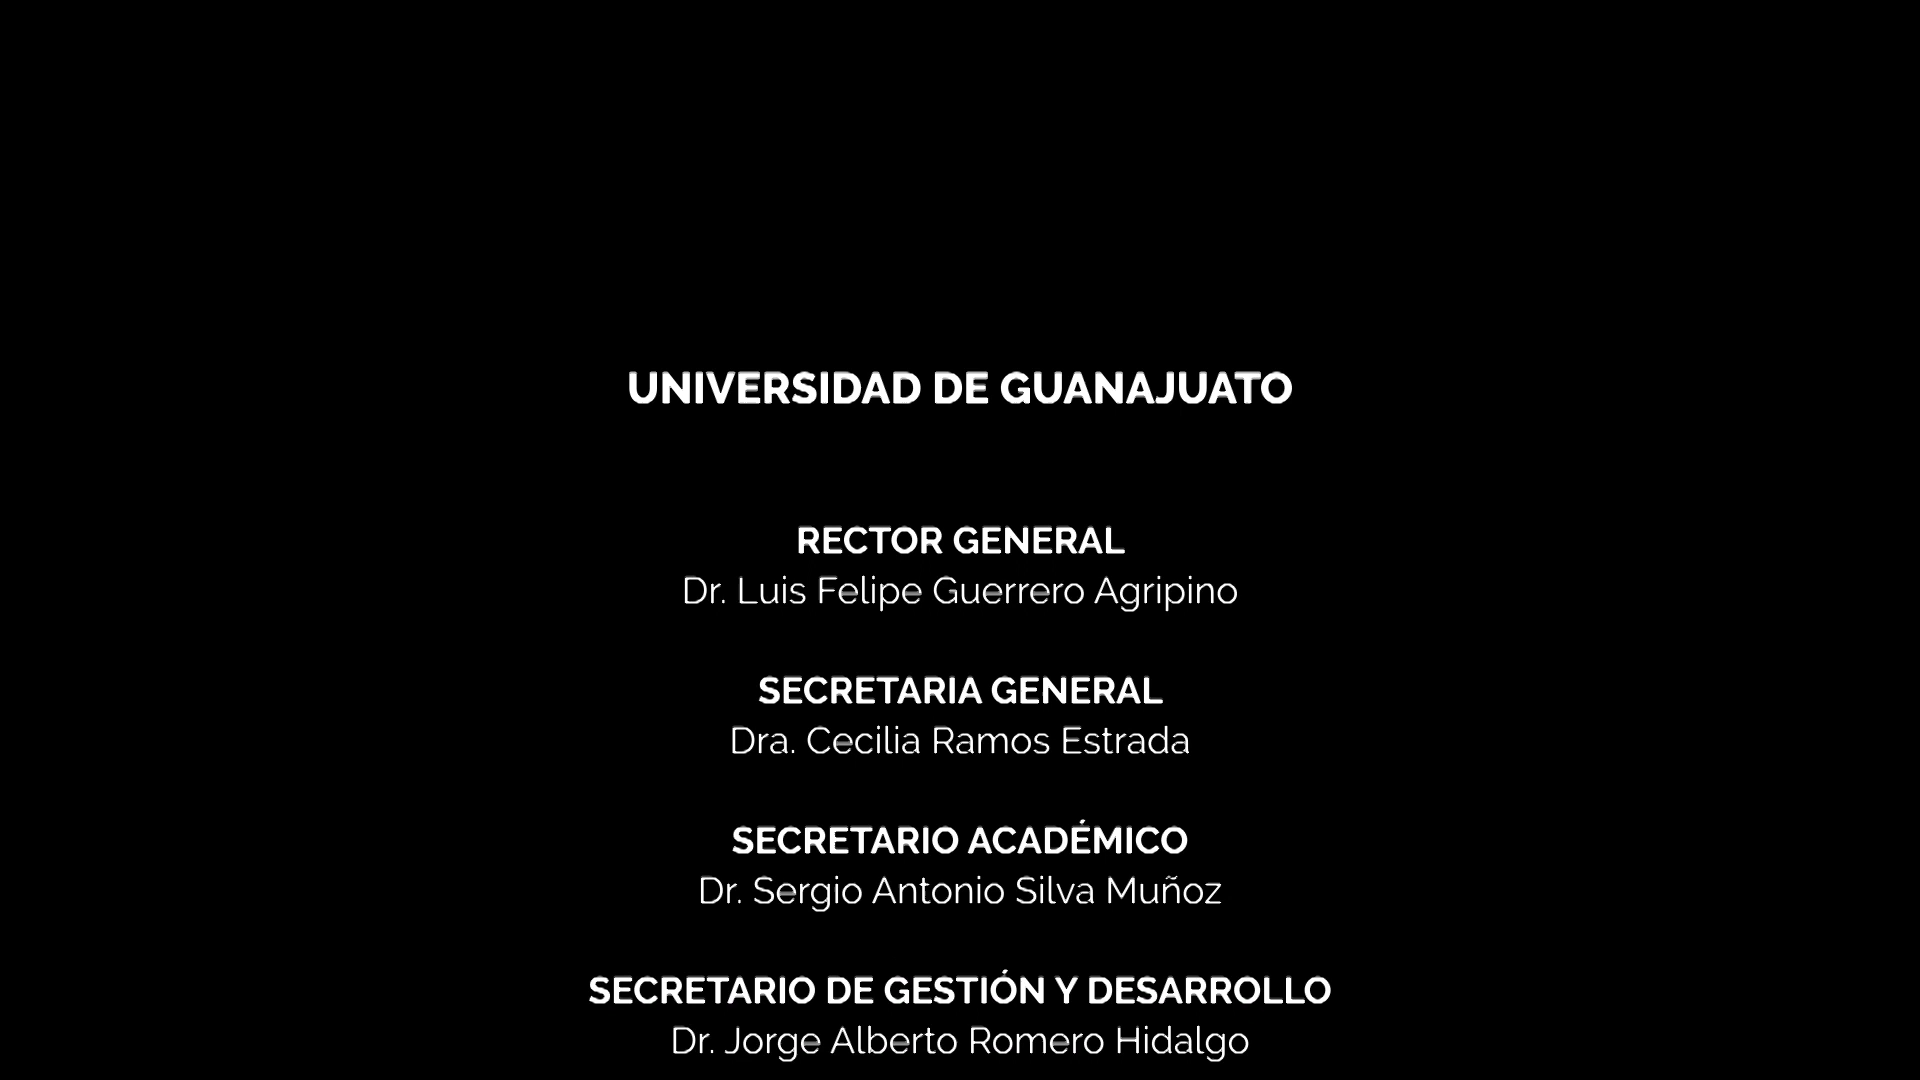 UNIVERSIDAD DE GUANAJUATO
RECTOR GENERAL
Dr. Luis Felipe Guerrero Agripino
SECRETARIA GENERAL
Dra. Cecilia Ramos Estrada
SECRETARIO ACADÉMICO
Dr. Sergio Antonio Silva Muñoz
SECRETARIO DE GESTIÓN Y DESARROLLO
Dr. Jorge Alberto Romero Hidalgo